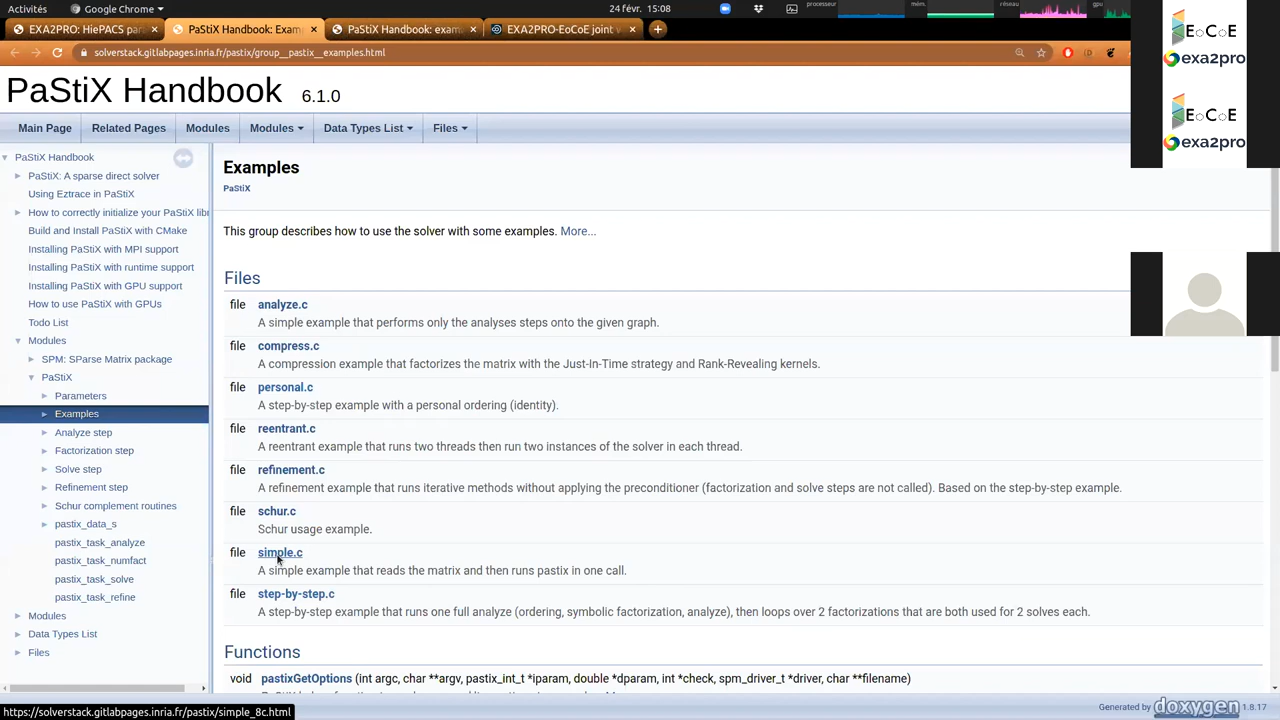 Activités
Google Chrome
24 févr. 15:08
processeur
mém.
réseau
gpu
EXA2PRO: HiePACS pa
PaStiX Handbook: Exam
PaStiX Handbook: exam
EXA2PRO-EoCoE joint w
solverstack.gitlabpages.inria.fr/pastix/group__pastix__examples.html
EoCoE
exa2pro
EoCoE
exa2pro
PaStiX Handbook 6.1.0
Main Page
Related Pages
Modules
Modules
Data Types List
Files
PaStiX Handbook
PaStiX: A sparse direct solver
Using Eztrace in PaStiX
How to correctly initialize your PaStiX libr
Build and Install PaStiX with CMake
Installing PaStiX with MPI support
Installing PaStiX with runtime support
Installing PaStiX with GPU support
How to use PaStiX with GPUs
Todo List
Modules
SPM: SParse Matrix package
PaStiX
Parameters
Examples
Analyze step
Factorization step
Solve step
Refinement step
Schur complement routines
pastix_data_s
pastix_task_analyze
pastix_task_numfact
pastix_task_solve
pastix_task_refine
Modules
Data Types List
Files
Examples
PaStiX
This group describes how to use the solver with some examples. More...
Files
file analyze.c
A simple example that performs only the analyses steps onto the given graph.
file compress.c
A compression example that factorizes the matrix with the Just-In-Time strategy and Rank-Revealing kernels.
file personal.c
A step-by-step example with a personal ordering (identity).
file reentrant.c
A reentrant example that runs two threads then run two instances of the solver in each thread.
file refinement.c
A refinement example that runs iterative methods without applying the preconditioner (factorization and solve steps are not called). Based on the step-by-step example.
file schur.c
Schur usage example.
file simple.c
A simple example that reads the matrix and then runs pastix in one call.
file step-by-step.c
A step-by-step example that runs one full analyze (ordering, symbolic factorization, analyze), then loops over 2 factorizations that are both used for 2 solves each.
Functions
void pastixGetOptions (int argc, char **argv, pastix_int_t *iparam, double *dparam, int *check, spm_driver_t *driver, char **filename)
https://solverstack.gitlabpages.inria.fr/pastix/simple_8c.html
Generated by doxygen 1.8.17